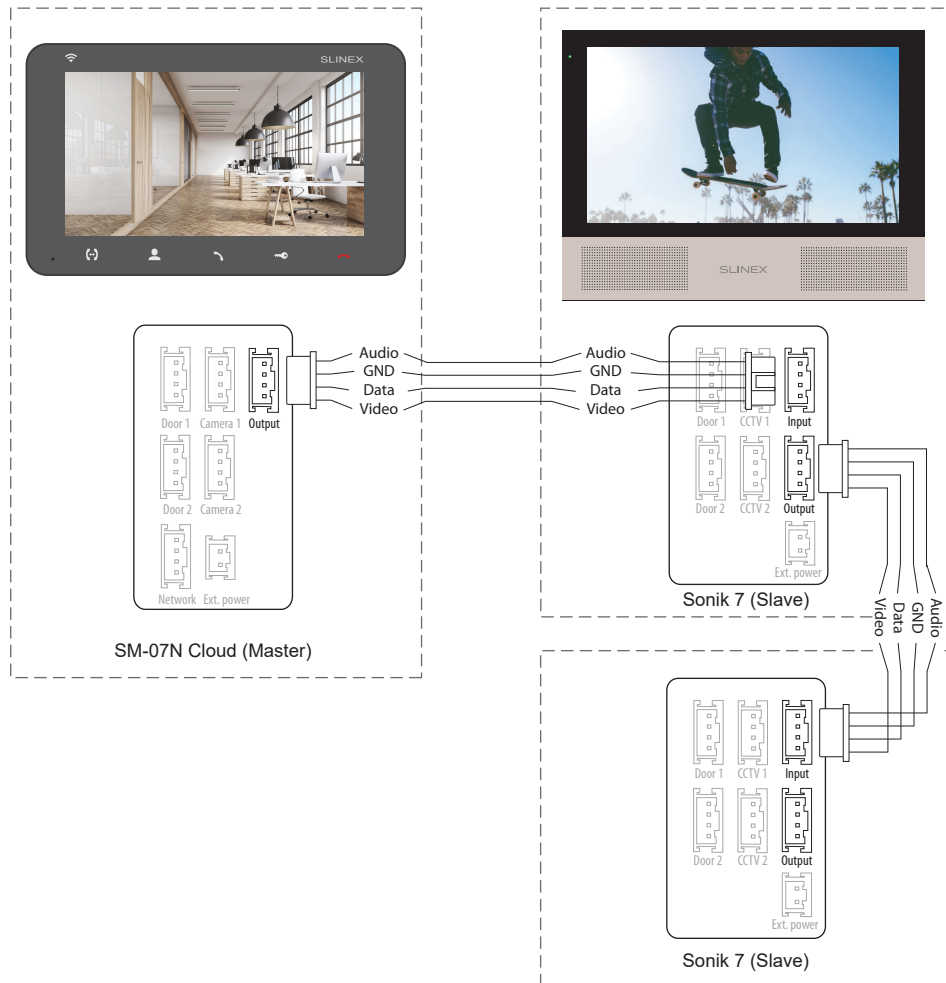 SLINEX
SLINEX
Audio
GND
Data
Video
Audio
GND
Data
Video
Door 1 Camera 1 Output
Door 2 Camera 2
Network Ext. power
SM-07N Cloud (Master)
Door 1 CCTV 1 Input
Door 2 CCTV 2 Output
Ext. power
Sonik 7 (Slave)
Video
Data
GND
Audio
Door 1 CCTV 1 Input
Door 2 CCTV 2 Output
Ext. power
Sonik 7 (Slave)